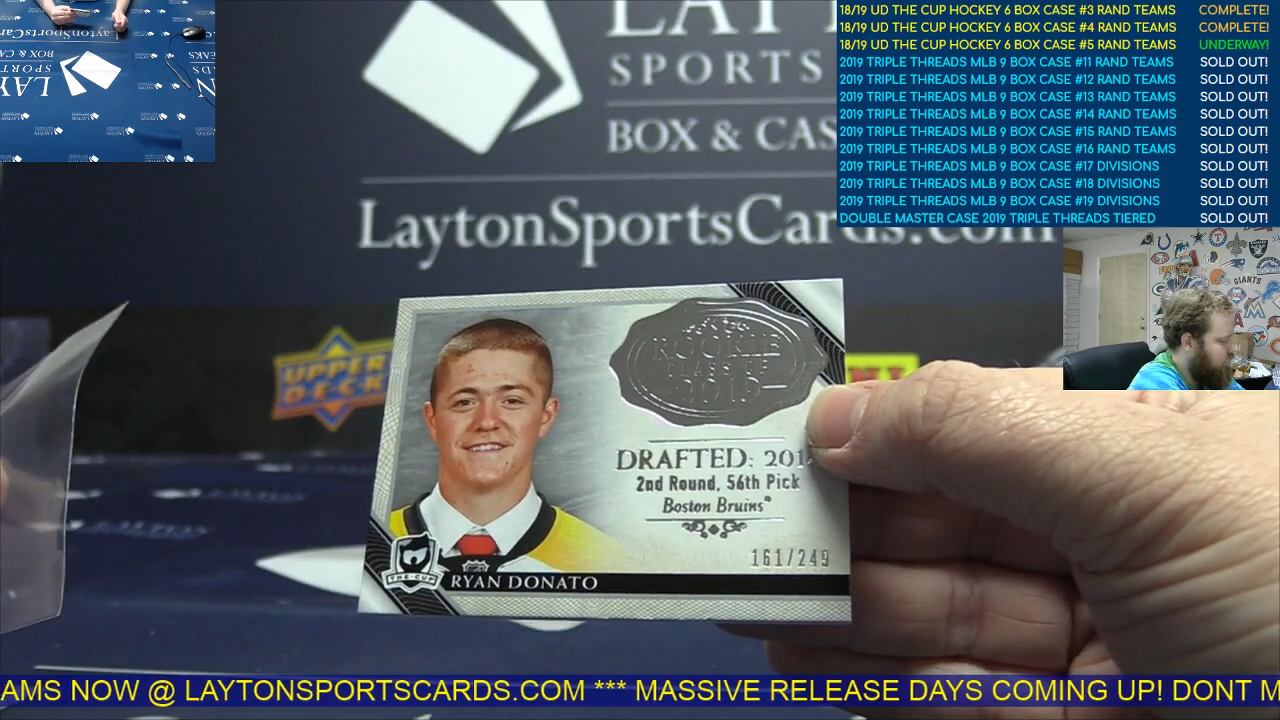 18/19 UD THE CUP HOCKEY 6 BOX CASE #3 RAND TEAMS COMPLETE!
18/19 UD THE CUP HOCKEY 6 BOX CASE #4 RAND TEAMS COMPLETE!
18/19 UD THE CUP HOCKEY 6 BOX CASE #5 RAND TEAMS UNDERWAY!
2019 TRIPLE THREADS MLB 9 BOX CASE #11 RAND TEAMS SOLD OUT!
2019 TRIPLE THREADS MLB 9 BOX CASE #12 RAND TEAMS SOLD OUT!
2019 TRIPLE THREADS MLB 9 BOX CASE #13 RAND TEAMS SOLD OUT!
2019 TRIPLE THREADS MLB 9 BOX CASE #14 RAND TEAMS SOLD OUT!
2019 TRIPLE THREADS MLB 9 BOX CASE #15 RAND TEAMS SOLD OUT!
2019 TRIPLE THREADS MLB 9 BOX CASE #16 RAND TEAMS SOLD OUT!
2019 TRIPLE THREADS MLB 9 BOX CASE #17 DIVISIONS SOLD OUT!
2019 TRIPLE THREADS MLB 9 BOX CASE #18 DIVISIONS SOLD OUT!
2019 TRIPLE THREADS MLB 9 BOX CASE #19 DIVISIONS SOLD OUT!
DOUBLE MASTER CASE 2019 TRIPLE THREADS TIERED SOLD OUT!
LAYT
SPORTS
BOX & CAS
LaytonSportsCards.com
UPPER
DECK
ROOKIE
CLASS OF
DRAFTED: 201
2nd Round, 56th Pick
Boston Bruins
161/249
THE CUP
RYAN DONATO
GIANTS
AMS NOW @ LAYTONSPORTSCARDS.COM *** MASSIVE RELEASE DAYS COMING UP! DONT M